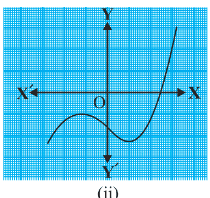 Y
X′ O X
Y′
(ii)